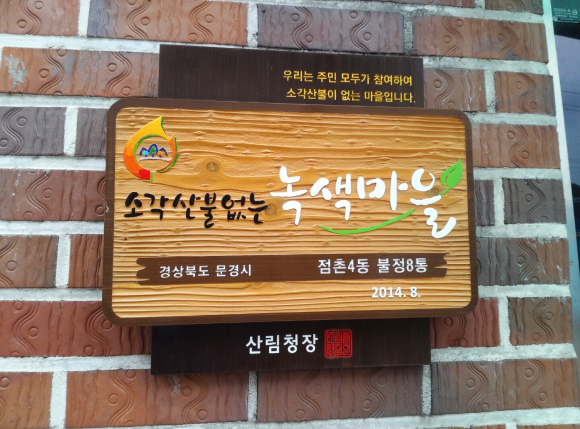 우리는 주민 모두가 참여하여
소각산불이 없는 마을입니다.
소각산불없는 녹색마을
경상북도 문경시 점촌4동 불정8통
2014. 8.
산림청장